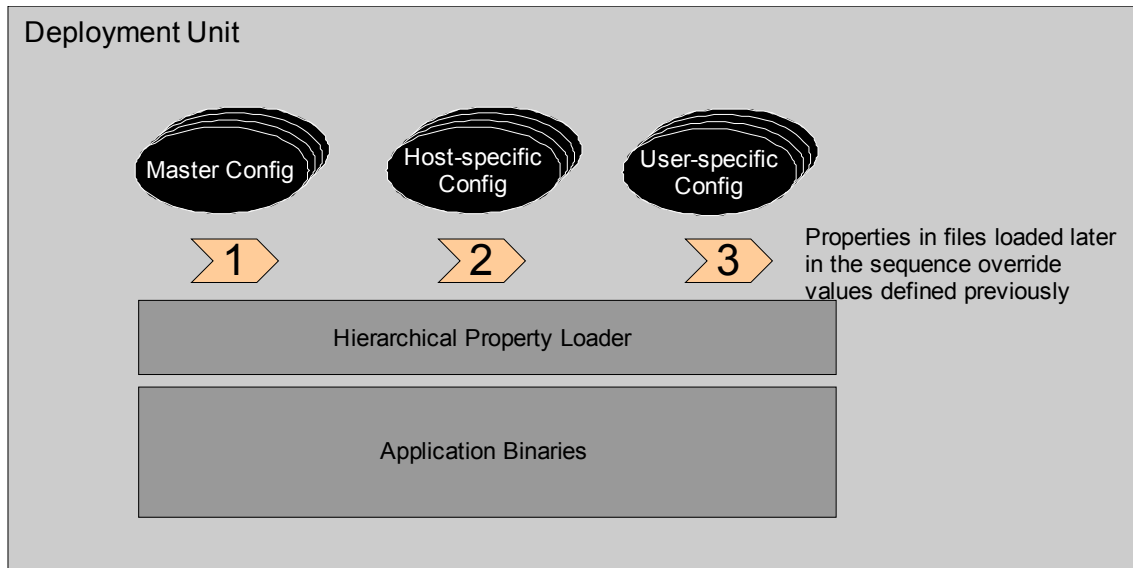 Deployment Unit
Master Config
Host-specific
Config
User-specific
Config
1
2
3
Properties in files loaded later
in the sequence override
values defined previously
Hierarchical Property Loader
Application Binaries